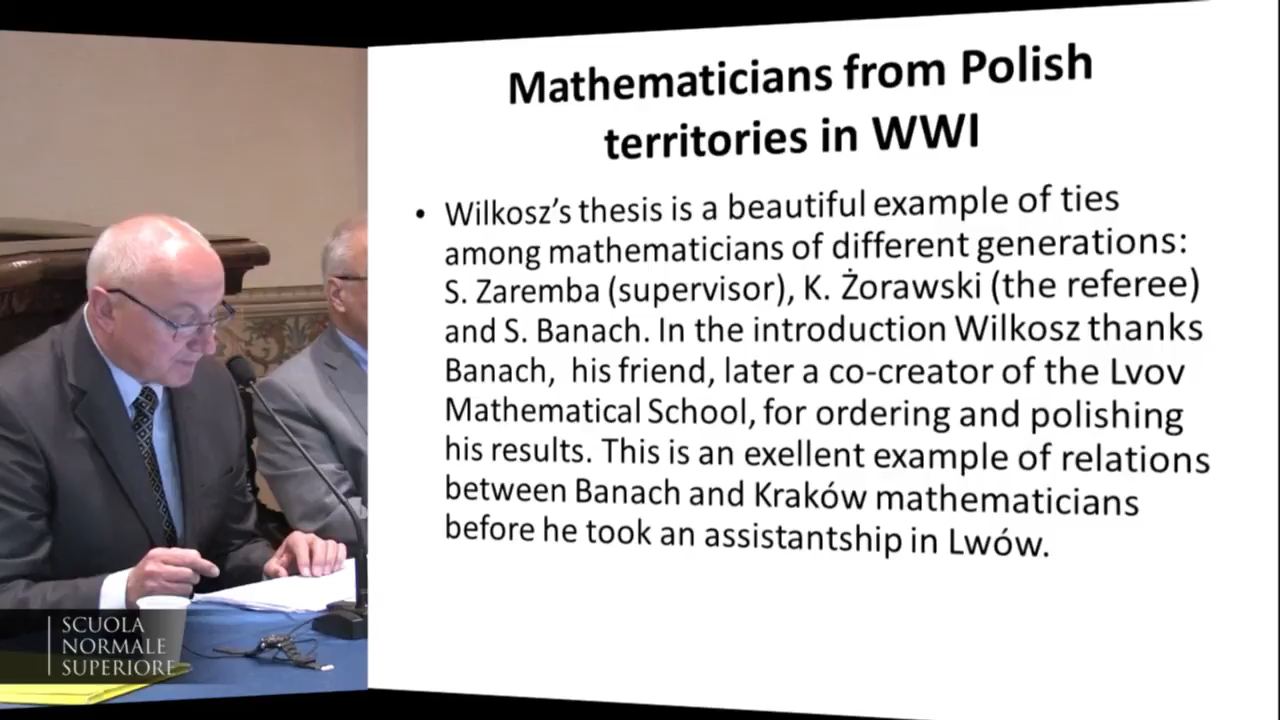 Mathematicians from Polish
territories in WWI
• Wilkosz's thesis is a beautiful example of ties
among mathematicians of different generations:
S. Zaremba (supervisor), K. Żorawski (the referee)
and S. Banach. In the introduction Wilkosz thanks
Banach, his friend, later a co-creator of the Lvov
Mathematical School, for ordering and polishing
his results. This is an exellent example of relations
between Banach and Kraków mathematicians
before he took an assistantship in Lwów.
SCUOLA
NORMALE
SUPERIORE